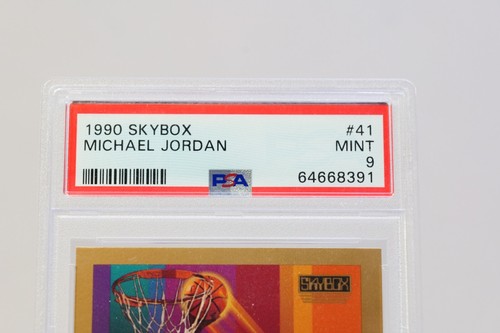 1990 SKYBOX #41
MICHAEL JORDAN MINT
9
PSA 64668391
SKYBOX